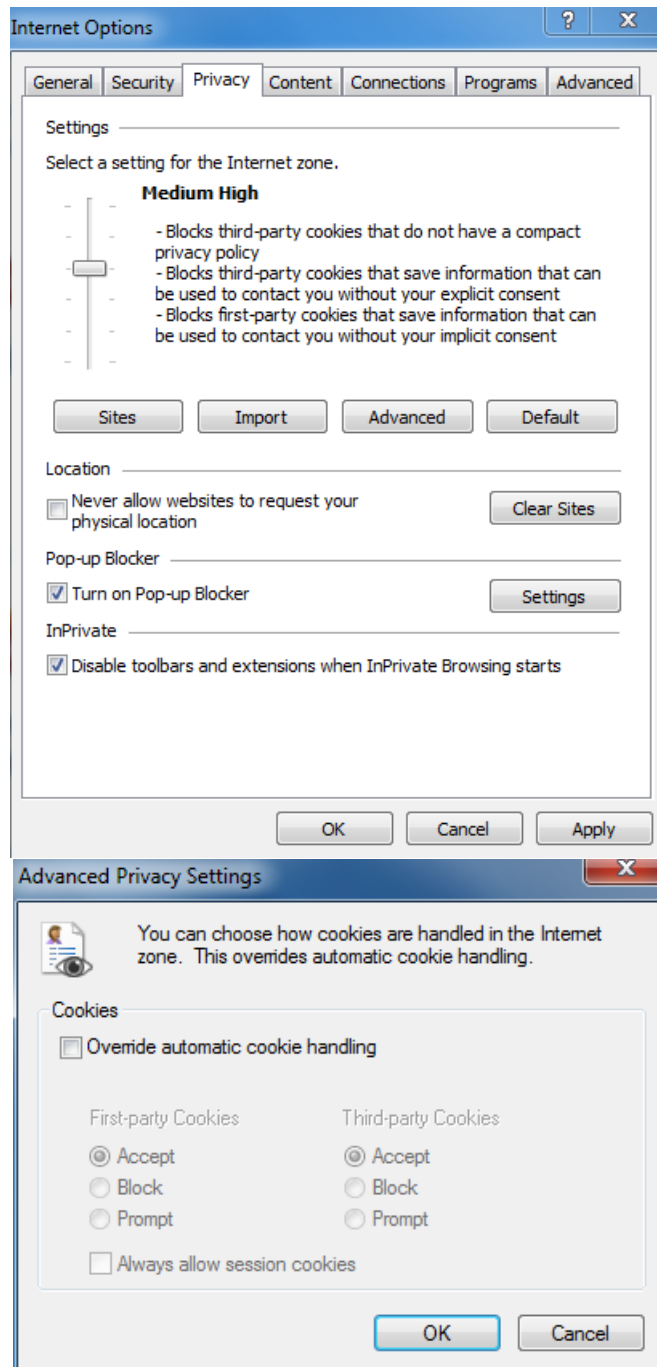 Internet Options
?
X
General Security Privacy Content Connections Programs Advanced
Settings
Select a setting for the Internet zone.
Medium High
- Blocks third-party cookies that do not have a compact
privacy policy
- Blocks third-party cookies that save information that can
be used to contact you without your explicit consent
- Blocks first-party cookies that save information that can
be used to contact you without your implicit consent
Sites Import Advanced Default
Location
Never allow websites to request your
physical location
Clear Sites
Pop-up Blocker
Turn on Pop-up Blocker
Settings
InPrivate
Disable toolbars and extensions when InPrivate Browsing starts
OK Cancel Apply
Advanced Privacy Settings
X
You can choose how cookies are handled in the Internet
zone. This overrides automatic cookie handling.
Cookies
Override automatic cookie handling
First-party Cookies Third-party Cookies
Accept Accept
Block Block
Prompt Prompt
Always allow session cookies
OK Cancel